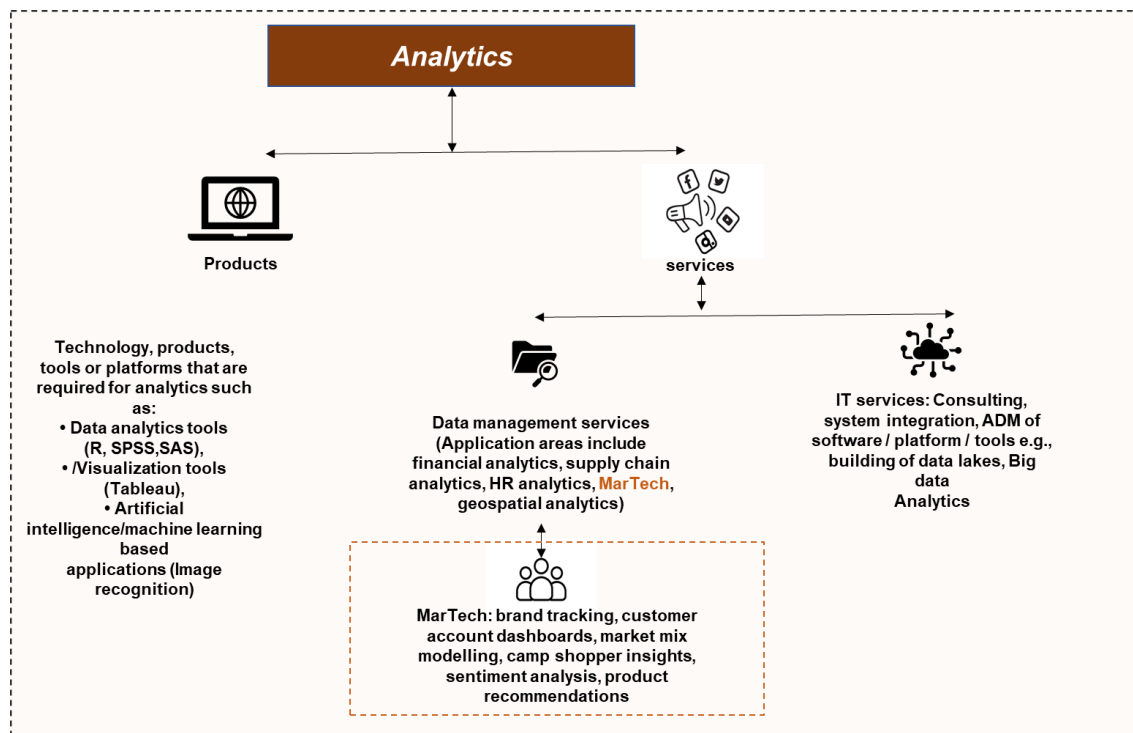 Analytics
Products
services
Technology, products,
tools or platforms that are
required for analytics such
as:
• Data analytics tools
(R, SPSS,SAS),
• /Visualization tools
(Tableau),
• Artificial
intelligence/machine learning
based
applications (Image
recognition)
Data management services
(Application areas include
financial analytics, supply chain
analytics, HR analytics, MarTech,
geospatial analytics)
IT services: Consulting,
system integration, ADM of
software / platform / tools e.g.,
building of data lakes, Big
data
Analytics
MarTech: brand tracking, customer
account dashboards, market mix
modelling, camp shopper insights,
sentiment analysis, product
recommendations